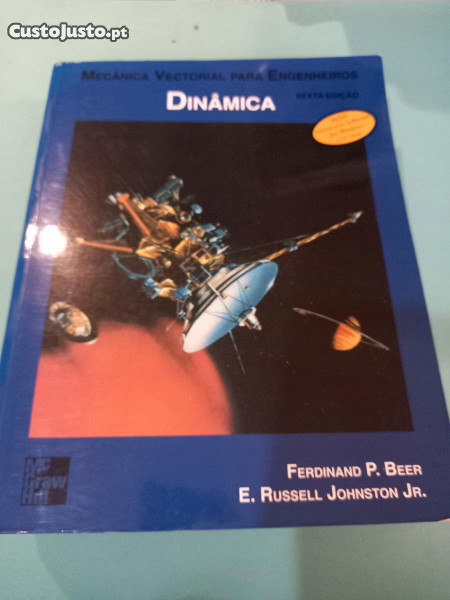 CustoJusto.pt
MECÂNICA VECTORIAL PARA ENGENHEIROS
SEXTA EDIÇÃO
DINÂMICA
Mc
Graw
Hill
FERDINAND P. BEER
E. RUSSELL JOHNSTON JR.